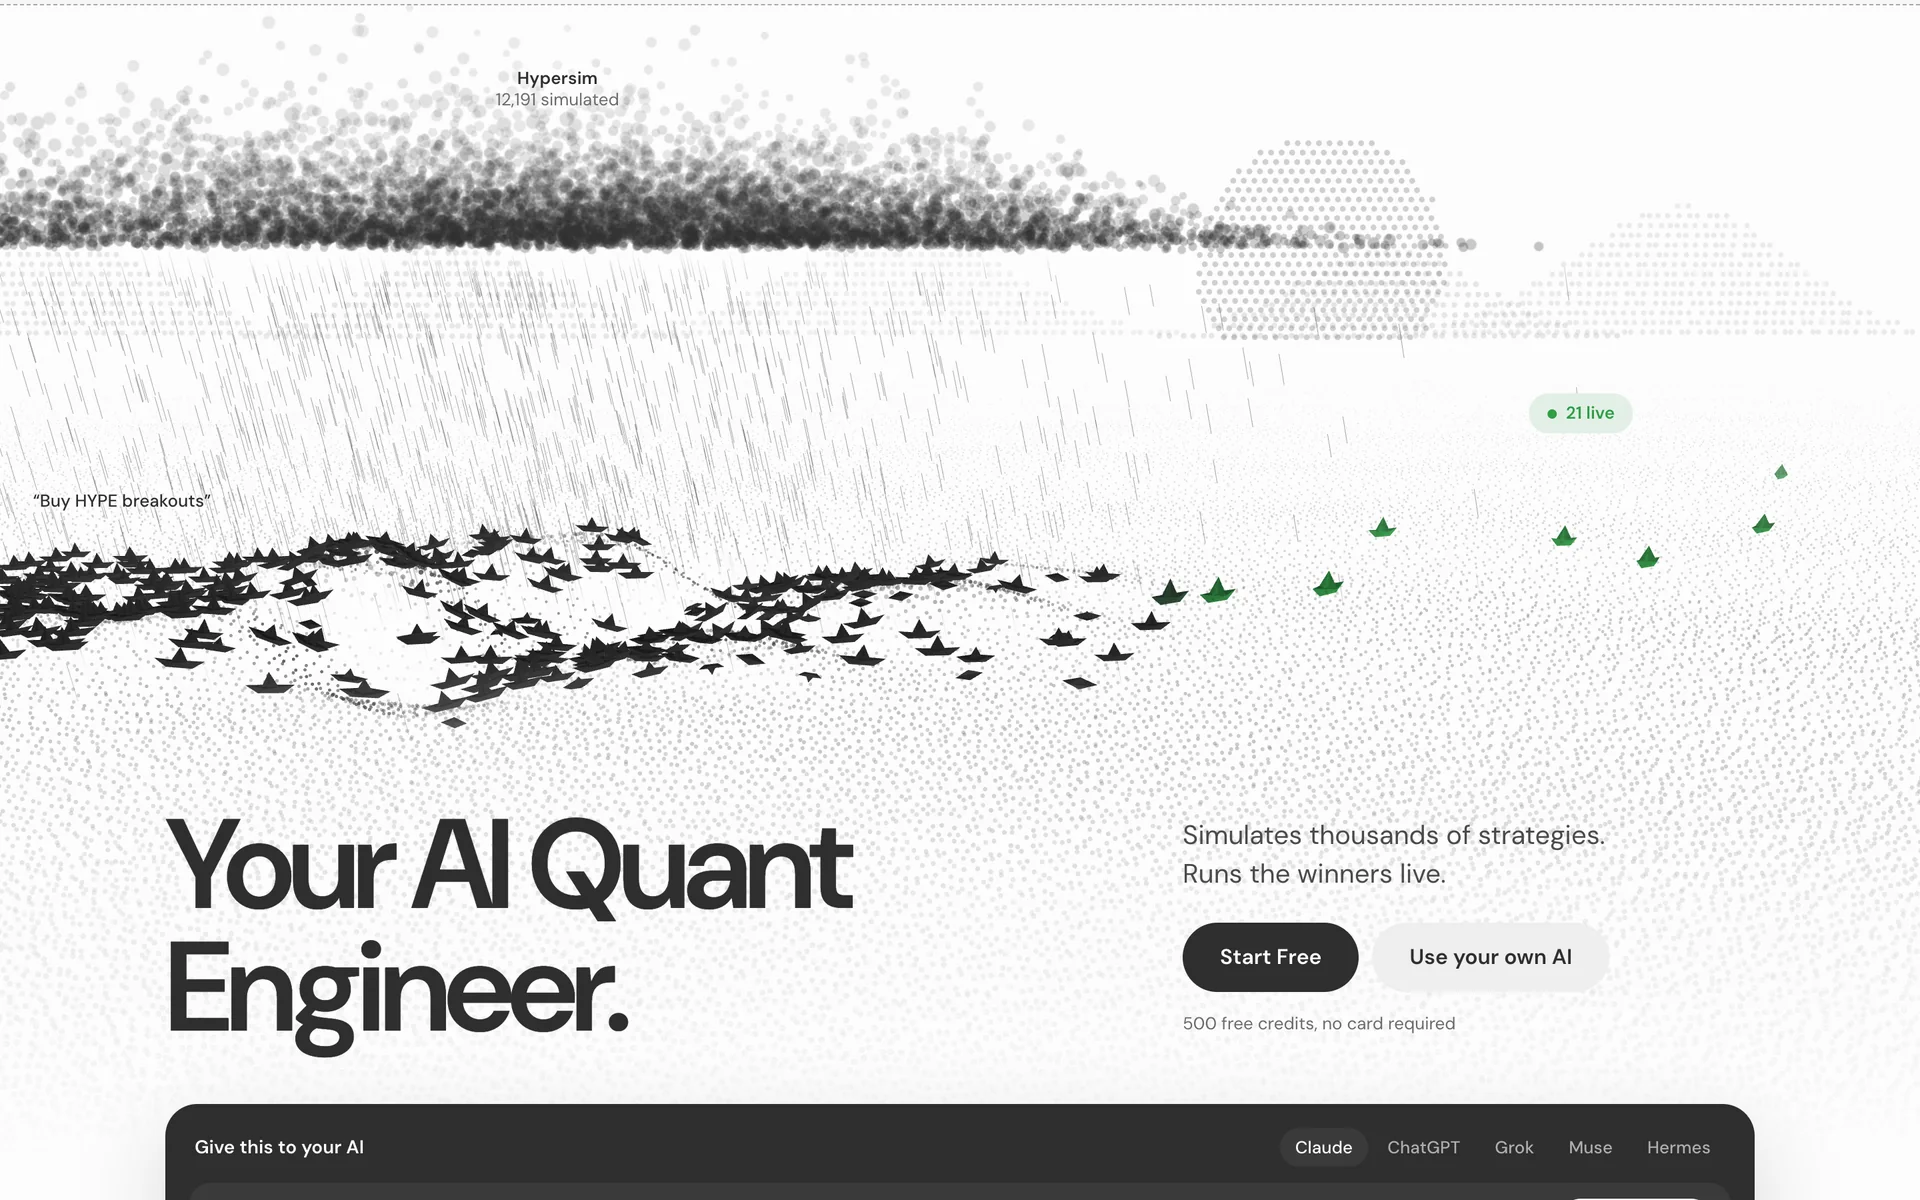 Hypersim
12,191 simulated
21 live
“Buy HYPE breakouts”
Your AI Quant
Engineer.
Simulates thousands of strategies.
Runs the winners live.
Start Free
Use your own AI
500 free credits, no card required
Give this to your AI
Claude
ChatGPT
Grok
Muse
Hermes